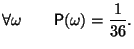 ∀ω  P(ω) = 1/36.